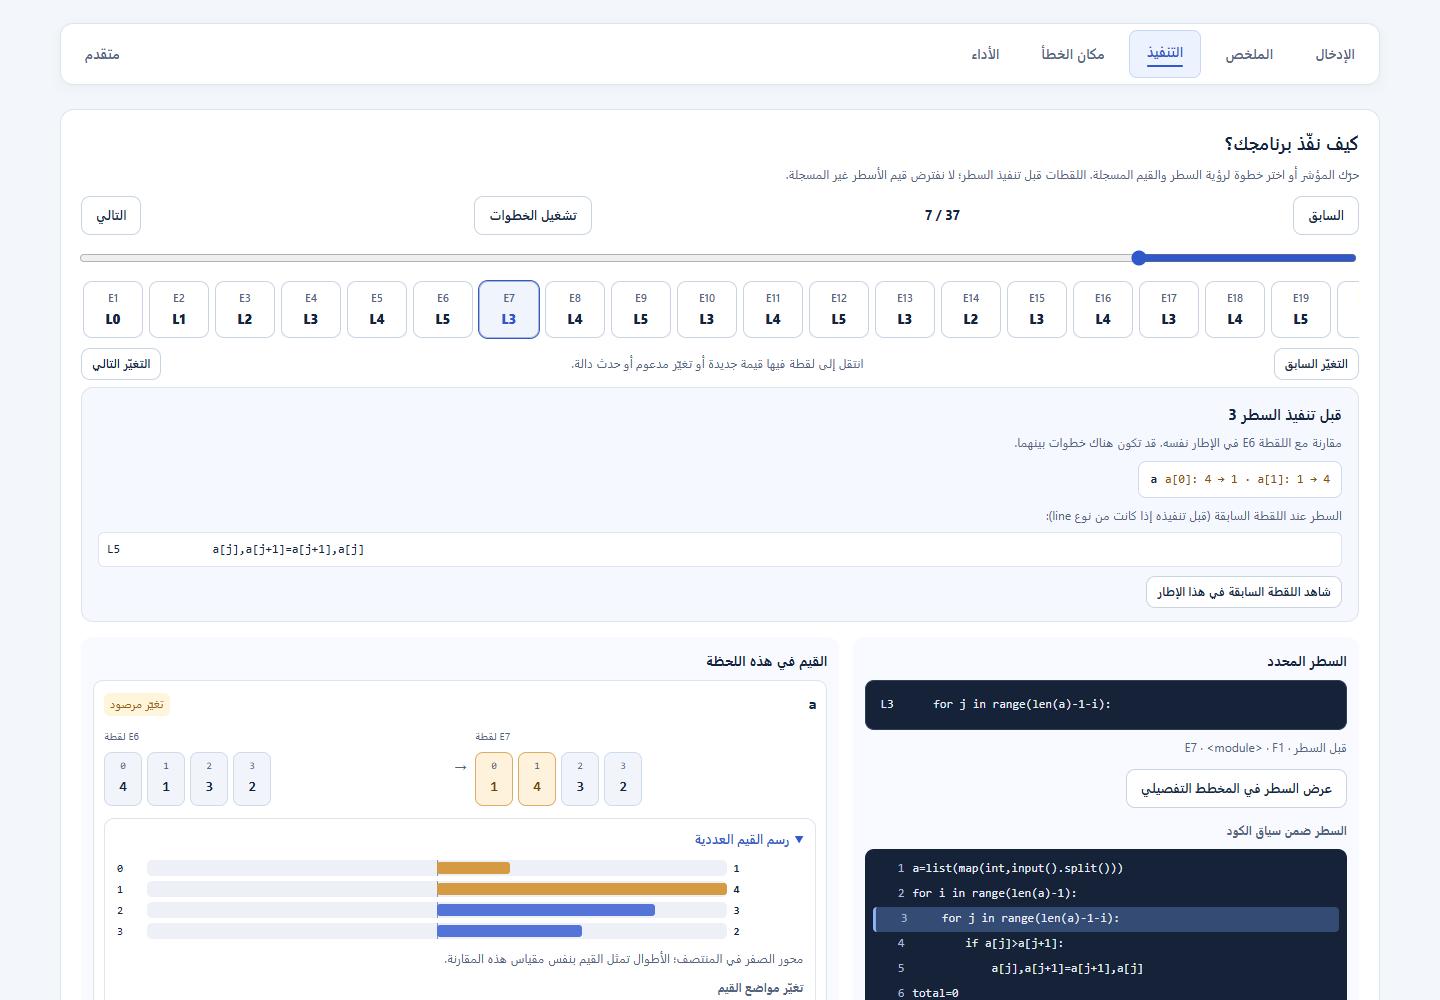 الإدخال
الملخص
التنفيذ
مكان الخطأ
الأداء
متقدم
كيف نفّذ برنامجك؟
حرّك المؤشر أو اختر خطوة لرؤية السطر والقيم المسجلة. اللقطات قبل تنفيذ السطر؛ لا نفترض قيم الأسطر غير المسجلة.
السابق
7 / 37
تشغيل الخطوات
التالي
E1 E2 E3 E4 E5 E6 E7 E8 E9 E10 E11 E12 E13 E14 E15 E16 E17 E18 E19
L0 L1 L2 L3 L4 L5 L3 L4 L5 L3 L4 L5 L3 L2 L3 L4 L3 L4 L5
التغيّر السابق
انتقل إلى لقطة فيها قيمة جديدة أو تغيّر مدعوم أو حدث دالة.
التغيّر التالي
قبل تنفيذ السطر 3
مقارنة مع اللقطة E6 في الإطار نفسه. قد تكون هناك خطوات بينهما.
a a[0]: 4 → 1 · a[1]: 1 → 4
السطر عند اللقطة السابقة (قبل تنفيذه إذا كانت من نوع line):
L5 a[j],a[j+1]=a[j+1],a[j]
شاهد اللقطة السابقة في هذا الإطار
السطر المحدد
L3 for j in range(len(a)-1-i):
قبل السطر · E7 · <module> · F1
عرض السطر في المخطط التفصيلي
السطر ضمن سياق الكود
1 a=list(map(int,input().split()))
2 for i in range(len(a)-1):
3 for j in range(len(a)-1-i):
4 if a[j]>a[j+1]:
5 a[j],a[j+1]=a[j+1],a[j]
6 total=0
القيم في هذه اللحظة
a
تغيّر مرصود
لقطة E6
0 1 2 3
4 1 3 2
→
لقطة E7
0 1 2 3
1 4 3 2
▼ رسم القيم العددية
0 1
1 4
2 3
3 2
محور الصفر في المنتصف؛ الأطوال تمثل القيم بنفس مقياس هذه المقارنة.
تغيّر مواضع القيم